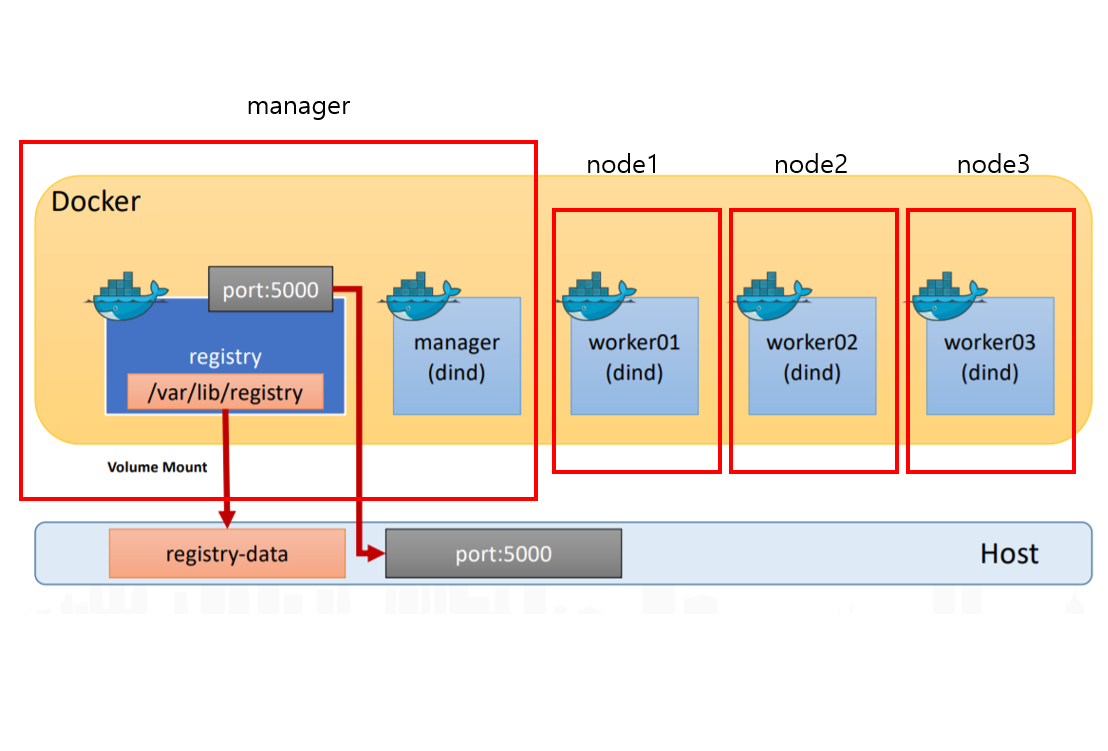 manager
node1
node2
node3
Docker
port:5000
registry
/var/lib/registry
manager
(dind)
worker01
(dind)
worker02
(dind)
worker03
(dind)
Volume Mount
registry-data
port:5000
Host